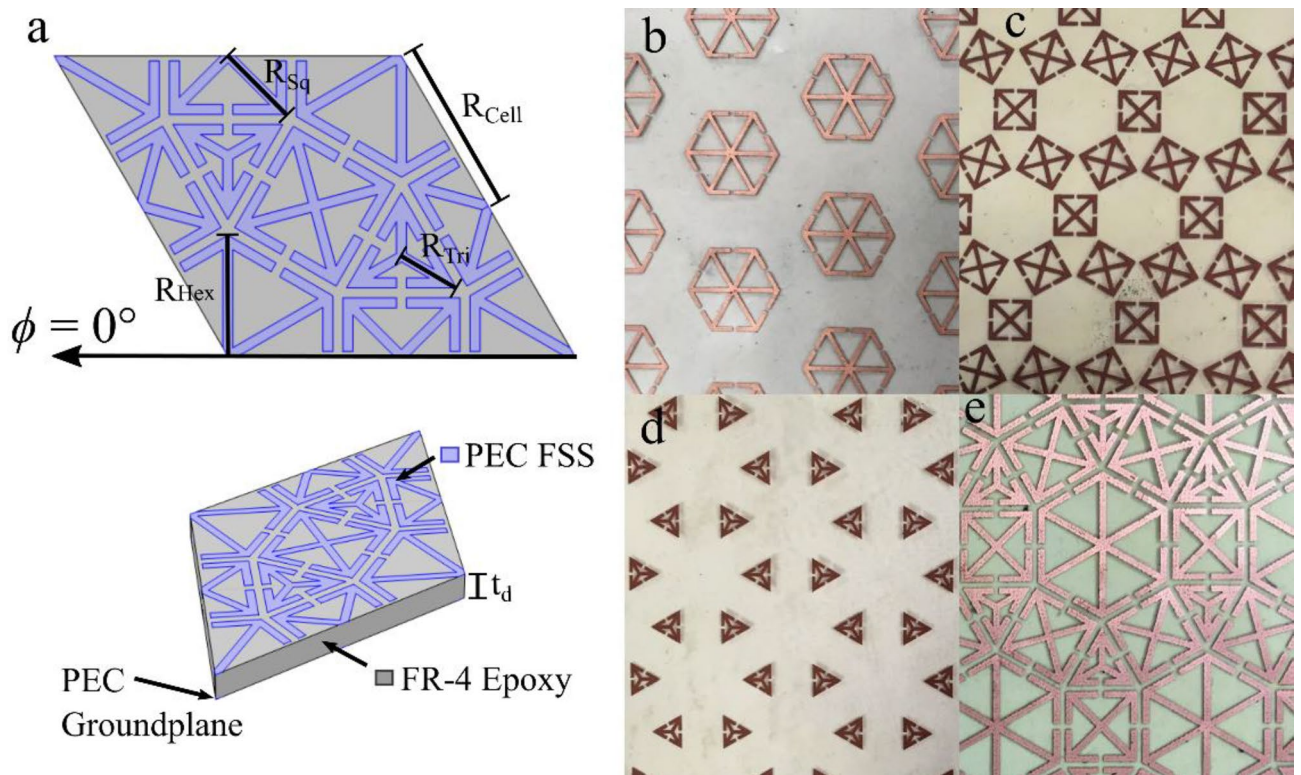 a
R_Sq
R_Cell
R_Tri
R_Hex
ϕ = 0°
PEC FSS
t_d
FR-4 Epoxy
PEC
Groundplane
b
c
d
e